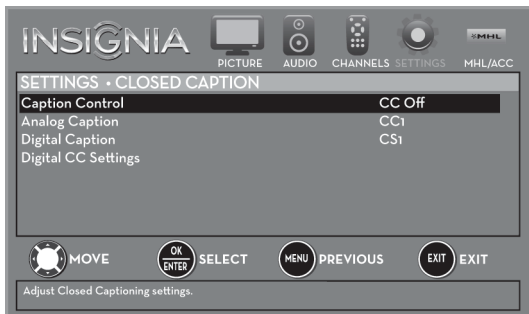 INSIGNIA
PICTURE AUDIO CHANNELS SETTINGS MHL MHL/ACC
SETTINGS • CLOSED CAPTION
Caption Control CC Off
Analog Caption CC1
Digital Caption CS1
Digital CC Settings
MOVE OK ENTER SELECT MENU PREVIOUS EXIT EXIT
Adjust Closed Captioning settings.